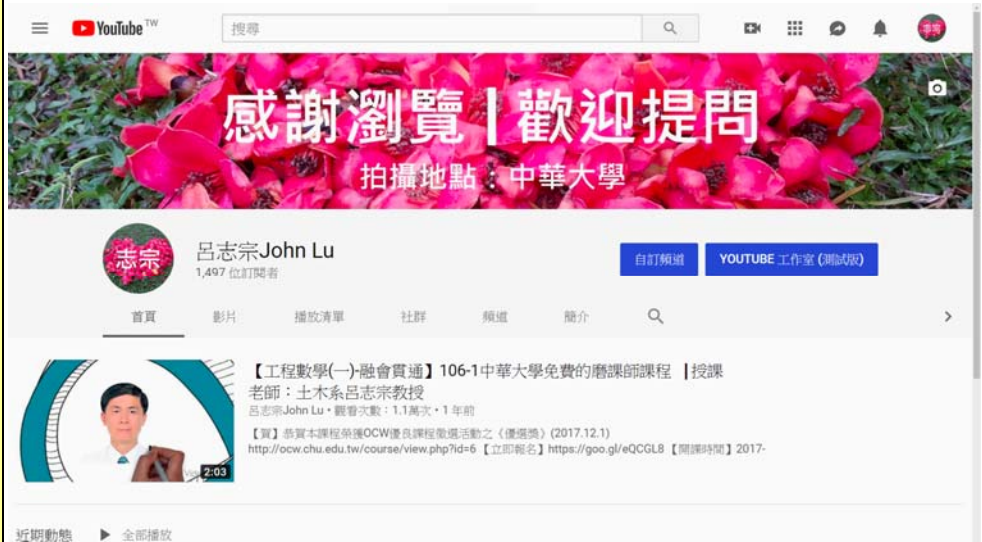 YouTube TW
搜尋
志宗
感謝瀏覽┃歡迎提問
拍攝地點：中華大學
志宗
呂志宗John Lu
1,497 位訂閱者
自訂頻道
YOUTUBE 工作室 (測試版)
首頁 影片 播放清單 社群 頻道 簡介
【工程數學(一)-融會貫通】106-1中華大學免費的磨課師課程 ┃授課
老師：土木系呂志宗教授
呂志宗John Lu • 觀看次數：1.1萬次 • 1 年前
【賀】恭賀本課程榮獲OCW優良課程徵選活動之《優選獎》(2017.12.1)
http://ocw.chu.edu.tw/course/view.php?id=6 【立即報名】https://goo.gl/eQCGL8 【開課時間】2017-
2:03
近期動態 ▶ 全部播放